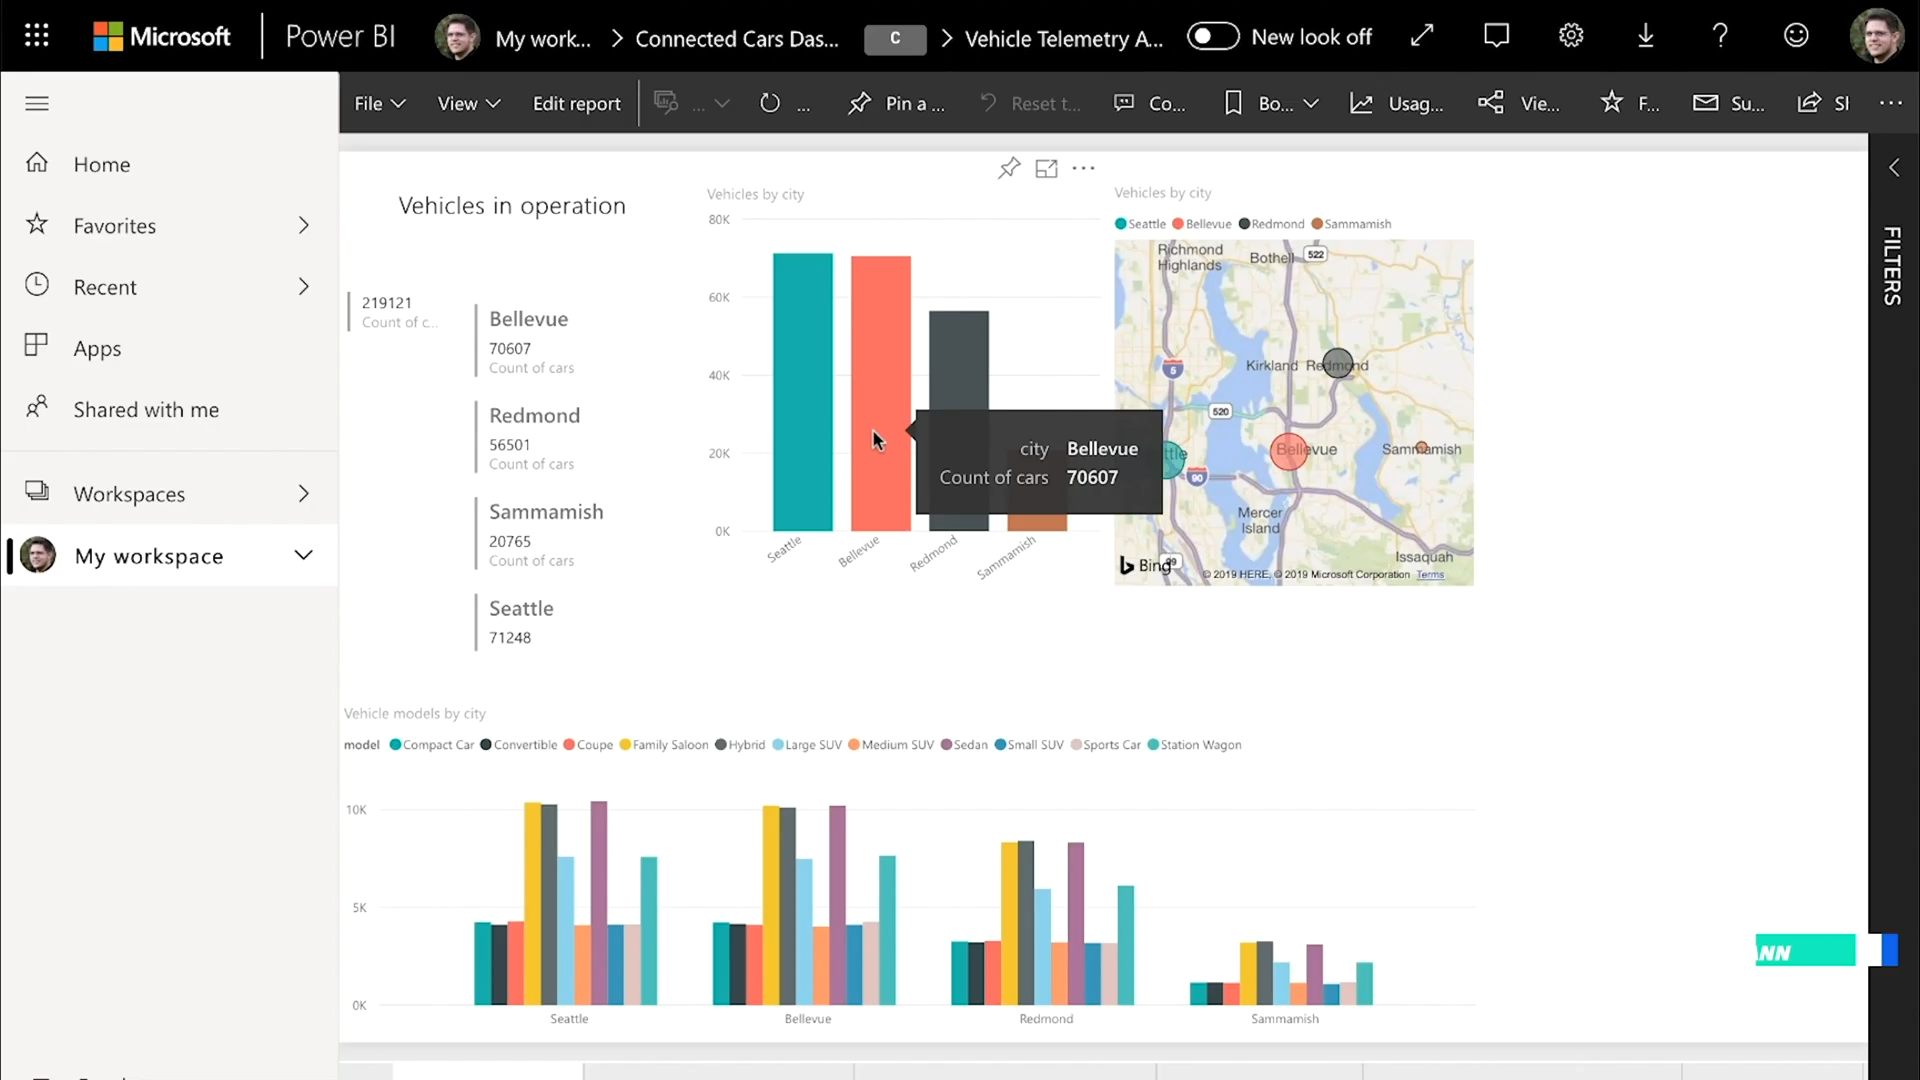 Microsoft
Power BI
My work...
Connected Cars Das...
C
Vehicle Telemetry A...
New look off
File
View
Edit report
...
...
Pin a ...
Reset t...
Co...
Bo...
Usag...
Vie...
F...
Su...
Home
Favorites
Recent
Apps
Shared with me
Workspaces
My workspace
FILTERS
Vehicles in operation
219121
Count of c...
Bellevue
70607
Count of cars
Redmond
56501
Count of cars
Sammamish
20765
Count of cars
Seattle
71248
Vehicles by city
80K
60K
40K
20K
0K
Seattle
Bellevue
Redmond
Sammamish
city Bellevue
Count of cars 70607
Vehicles by city
Seattle Bellevue Redmond Sammamish
Richmond
Highlands
Bothell
522
5
Kirkland Redmond
520
Bellevue
Sammamish
90
Mercer
Island
Issaquah
99
Bing
© 2019 HERE, © 2019 Microsoft Corporation Terms
Vehicle models by city
model Compact Car Convertible Coupe Family Saloon Hybrid Large SUV Medium SUV Sedan Small SUV Sports Car Station Wagon
10K
5K
0K
Seattle
Bellevue
Redmond
Sammamish
NN